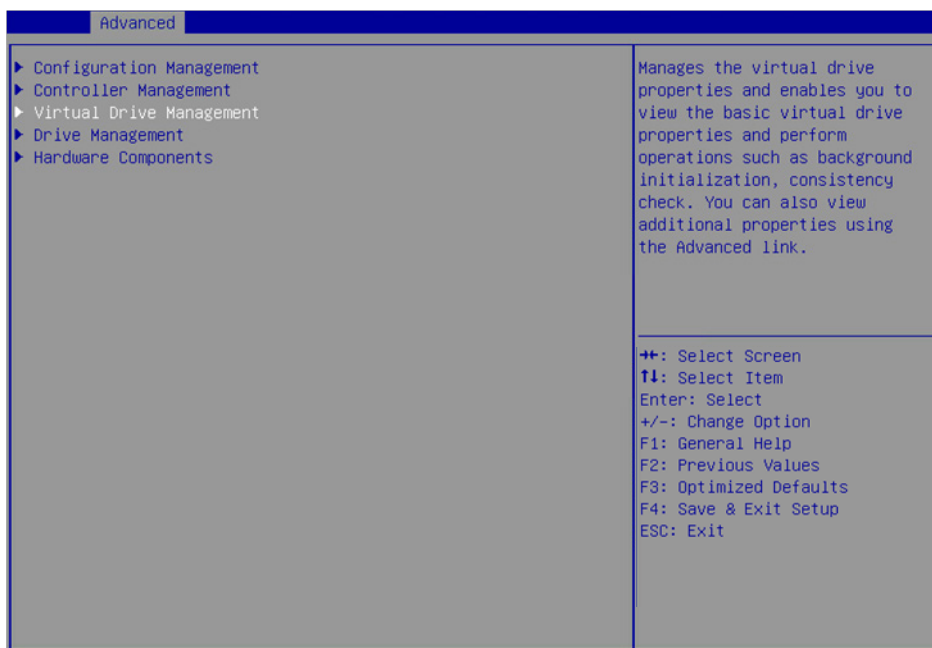 Advanced
▶ Configuration Management
▶ Controller Management
▶ Virtual Drive Management
▶ Drive Management
▶ Hardware Components
Manages the virtual drive
properties and enables you to
view the basic virtual drive
properties and perform
operations such as background
initialization, consistency
check. You can also view
additional properties using
the Advanced link.
→←: Select Screen
↑↓: Select Item
Enter: Select
+/-: Change Option
F1: General Help
F2: Previous Values
F3: Optimized Defaults
F4: Save & Exit Setup
ESC: Exit